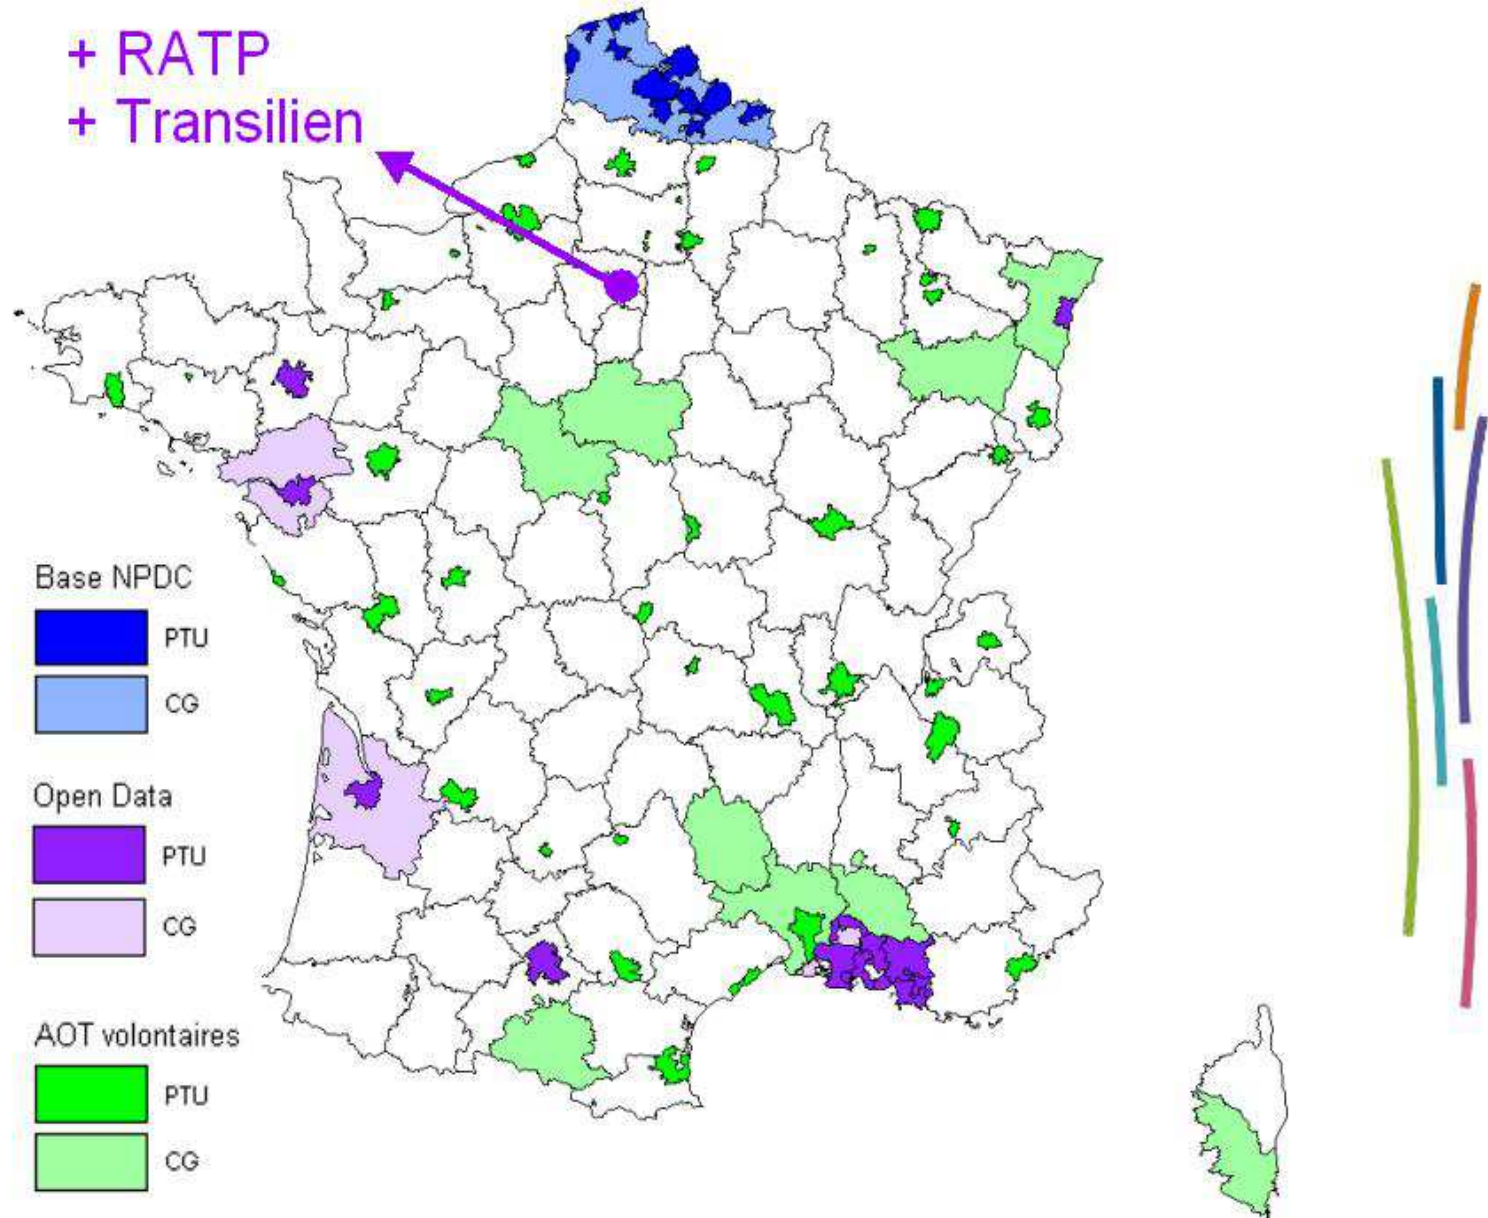 + RATP
+ Transilien
Base NPDC
PTU
CG
Open Data
PTU
CG
AOT volontaires
PTU
CG